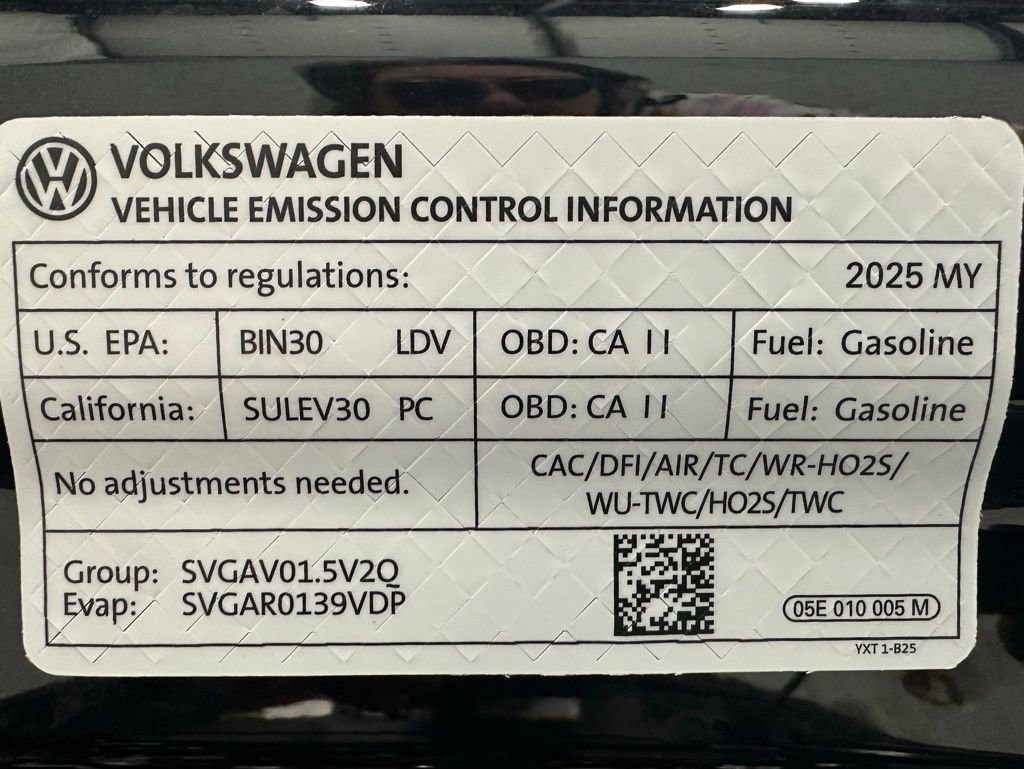 VOLKSWAGEN
VEHICLE EMISSION CONTROL INFORMATION
Conforms to regulations: 2025 MY
U.S. EPA: BIN30 LDV OBD: CA II Fuel: Gasoline
California: SULEV30 PC OBD: CA II Fuel: Gasoline
No adjustments needed.
CAC/DFI/AIR/TC/WR-HO2S/
WU-TWC/HO2S/TWC
Group: SVGAV01.5V2Q
Evap: SVGAR0139VDP
05E 010 005 M
YXT 1-B25